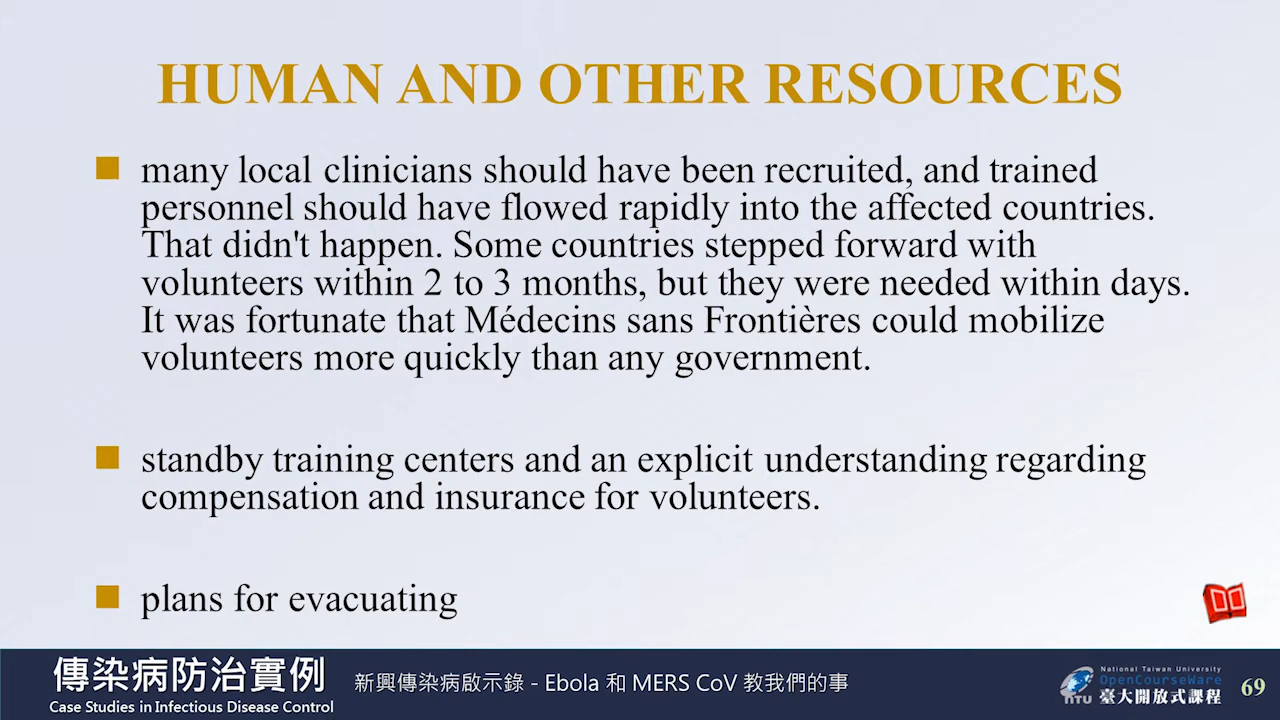 HUMAN AND OTHER RESOURCES
many local clinicians should have been recruited, and trained
personnel should have flowed rapidly into the affected countries.
That didn't happen. Some countries stepped forward with
volunteers within 2 to 3 months, but they were needed within days.
It was fortunate that Médecins sans Frontières could mobilize
volunteers more quickly than any government.
standby training centers and an explicit understanding regarding
compensation and insurance for volunteers.
plans for evacuating
傳染病防治實例
Case Studies in Infectious Disease Control
新興傳染病啟示錄 - Ebola 和 MERS CoV 教我們的事
National Taiwan University
OpenCourseWare
NTU 臺大開放式課程
69